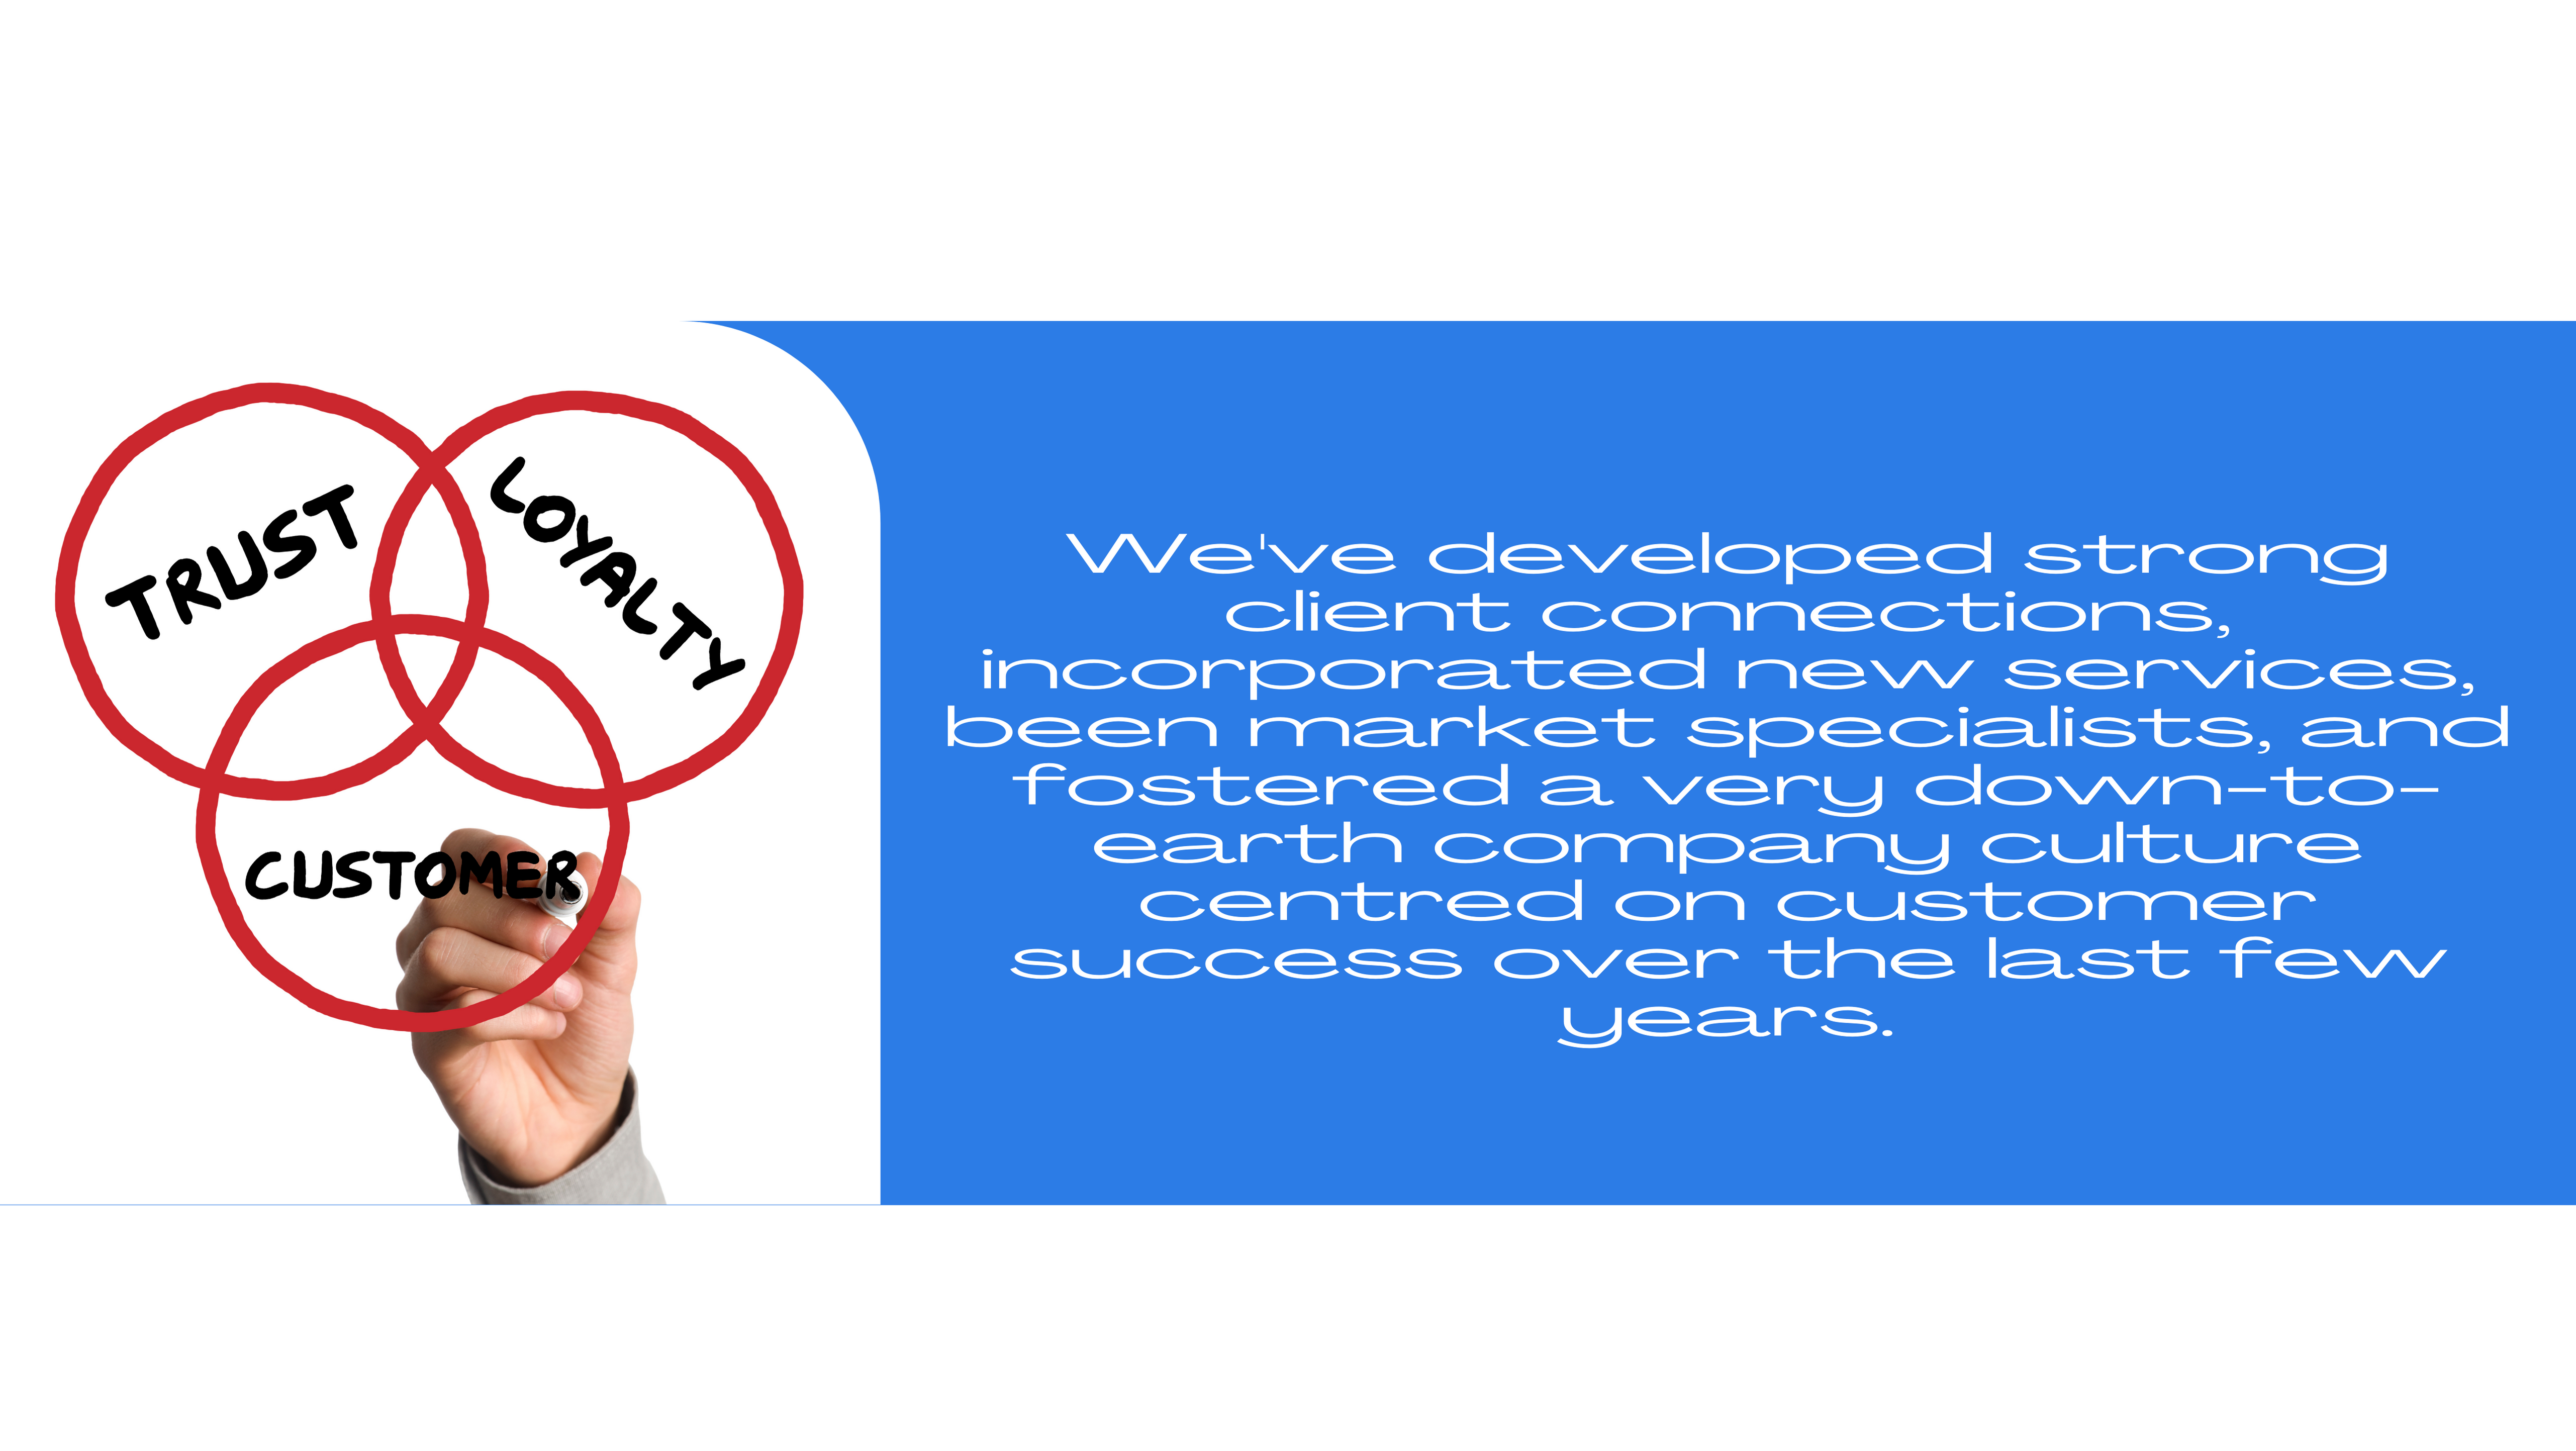 TRUST
LOYALTY
CUSTOMER
We've developed strong
client connections,
incorporated new services,
been market specialists, and
fostered a very down-to-
earth company culture
centred on customer
success over the last few
years.